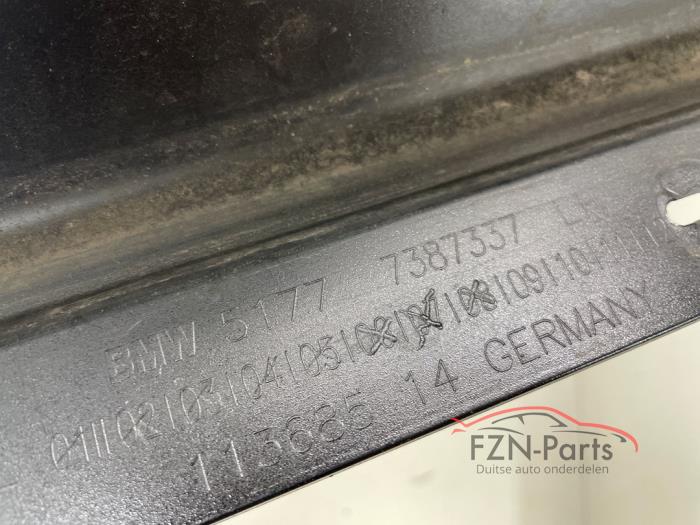 BMW 5177 7387337
01|02|03|04|05|06|07|08|09|10|11|12
113685 14 GERMANY
FZN-Parts
Duitse auto onderdelen